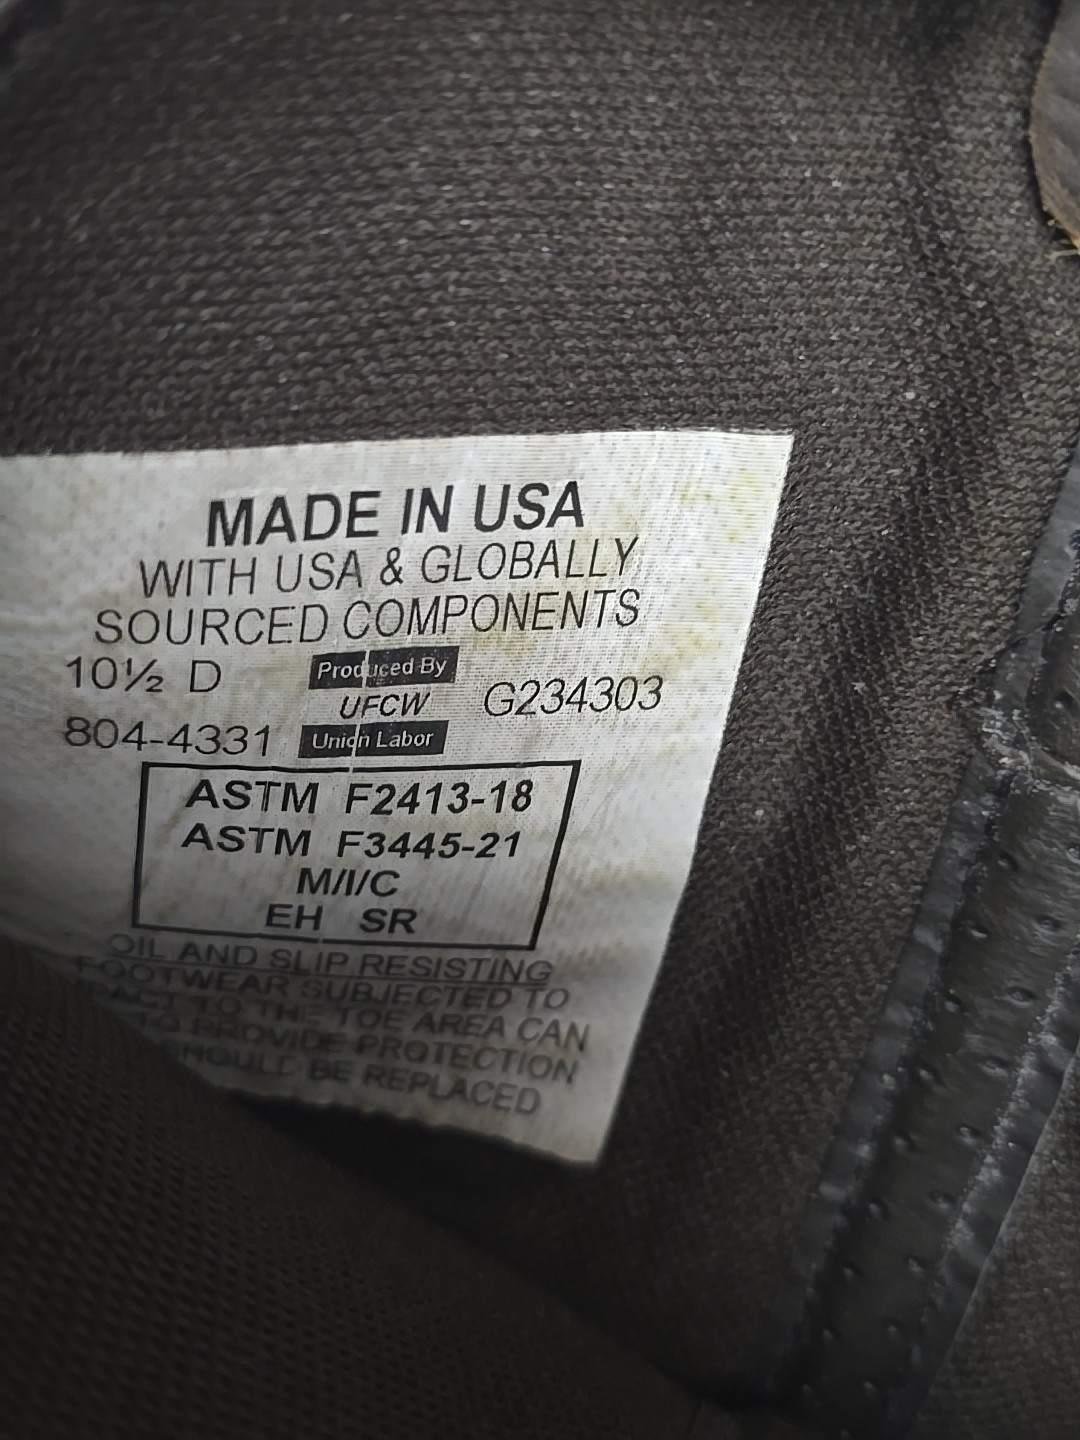 MADE IN USA
WITH USA & GLOBALLY
SOURCED COMPONENTS
10½ D
Produced By
UFCW
G234303
804-4331
Union Labor
ASTM F2413-18
ASTM F3445-21
M/I/C
EH SR
OIL AND SLIP RESISTING
FOOTWEAR SUBJECTED TO
TO THE TOE AREA CAN
TO PROVIDE PROTECTION
SHOULD BE REPLACED